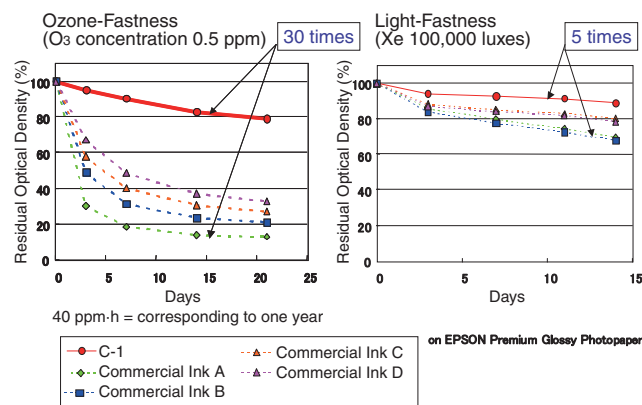 Ozone-Fastness
(O₃ concentration 0.5 ppm)
30 times
Residual Optical Density (%)
100
80
60
40
20
0
0 5 10 15 20 25
Days
40 ppm·h = corresponding to one year
Light-Fastness
(Xe 100,000 luxes)
5 times
Residual Optical Density (%)
100
80
60
40
20
0
0 5 10 15
Days
on EPSON Premium Glossy Photopaper
C-1
Commercial Ink A
Commercial Ink B
Commercial Ink C
Commercial Ink D